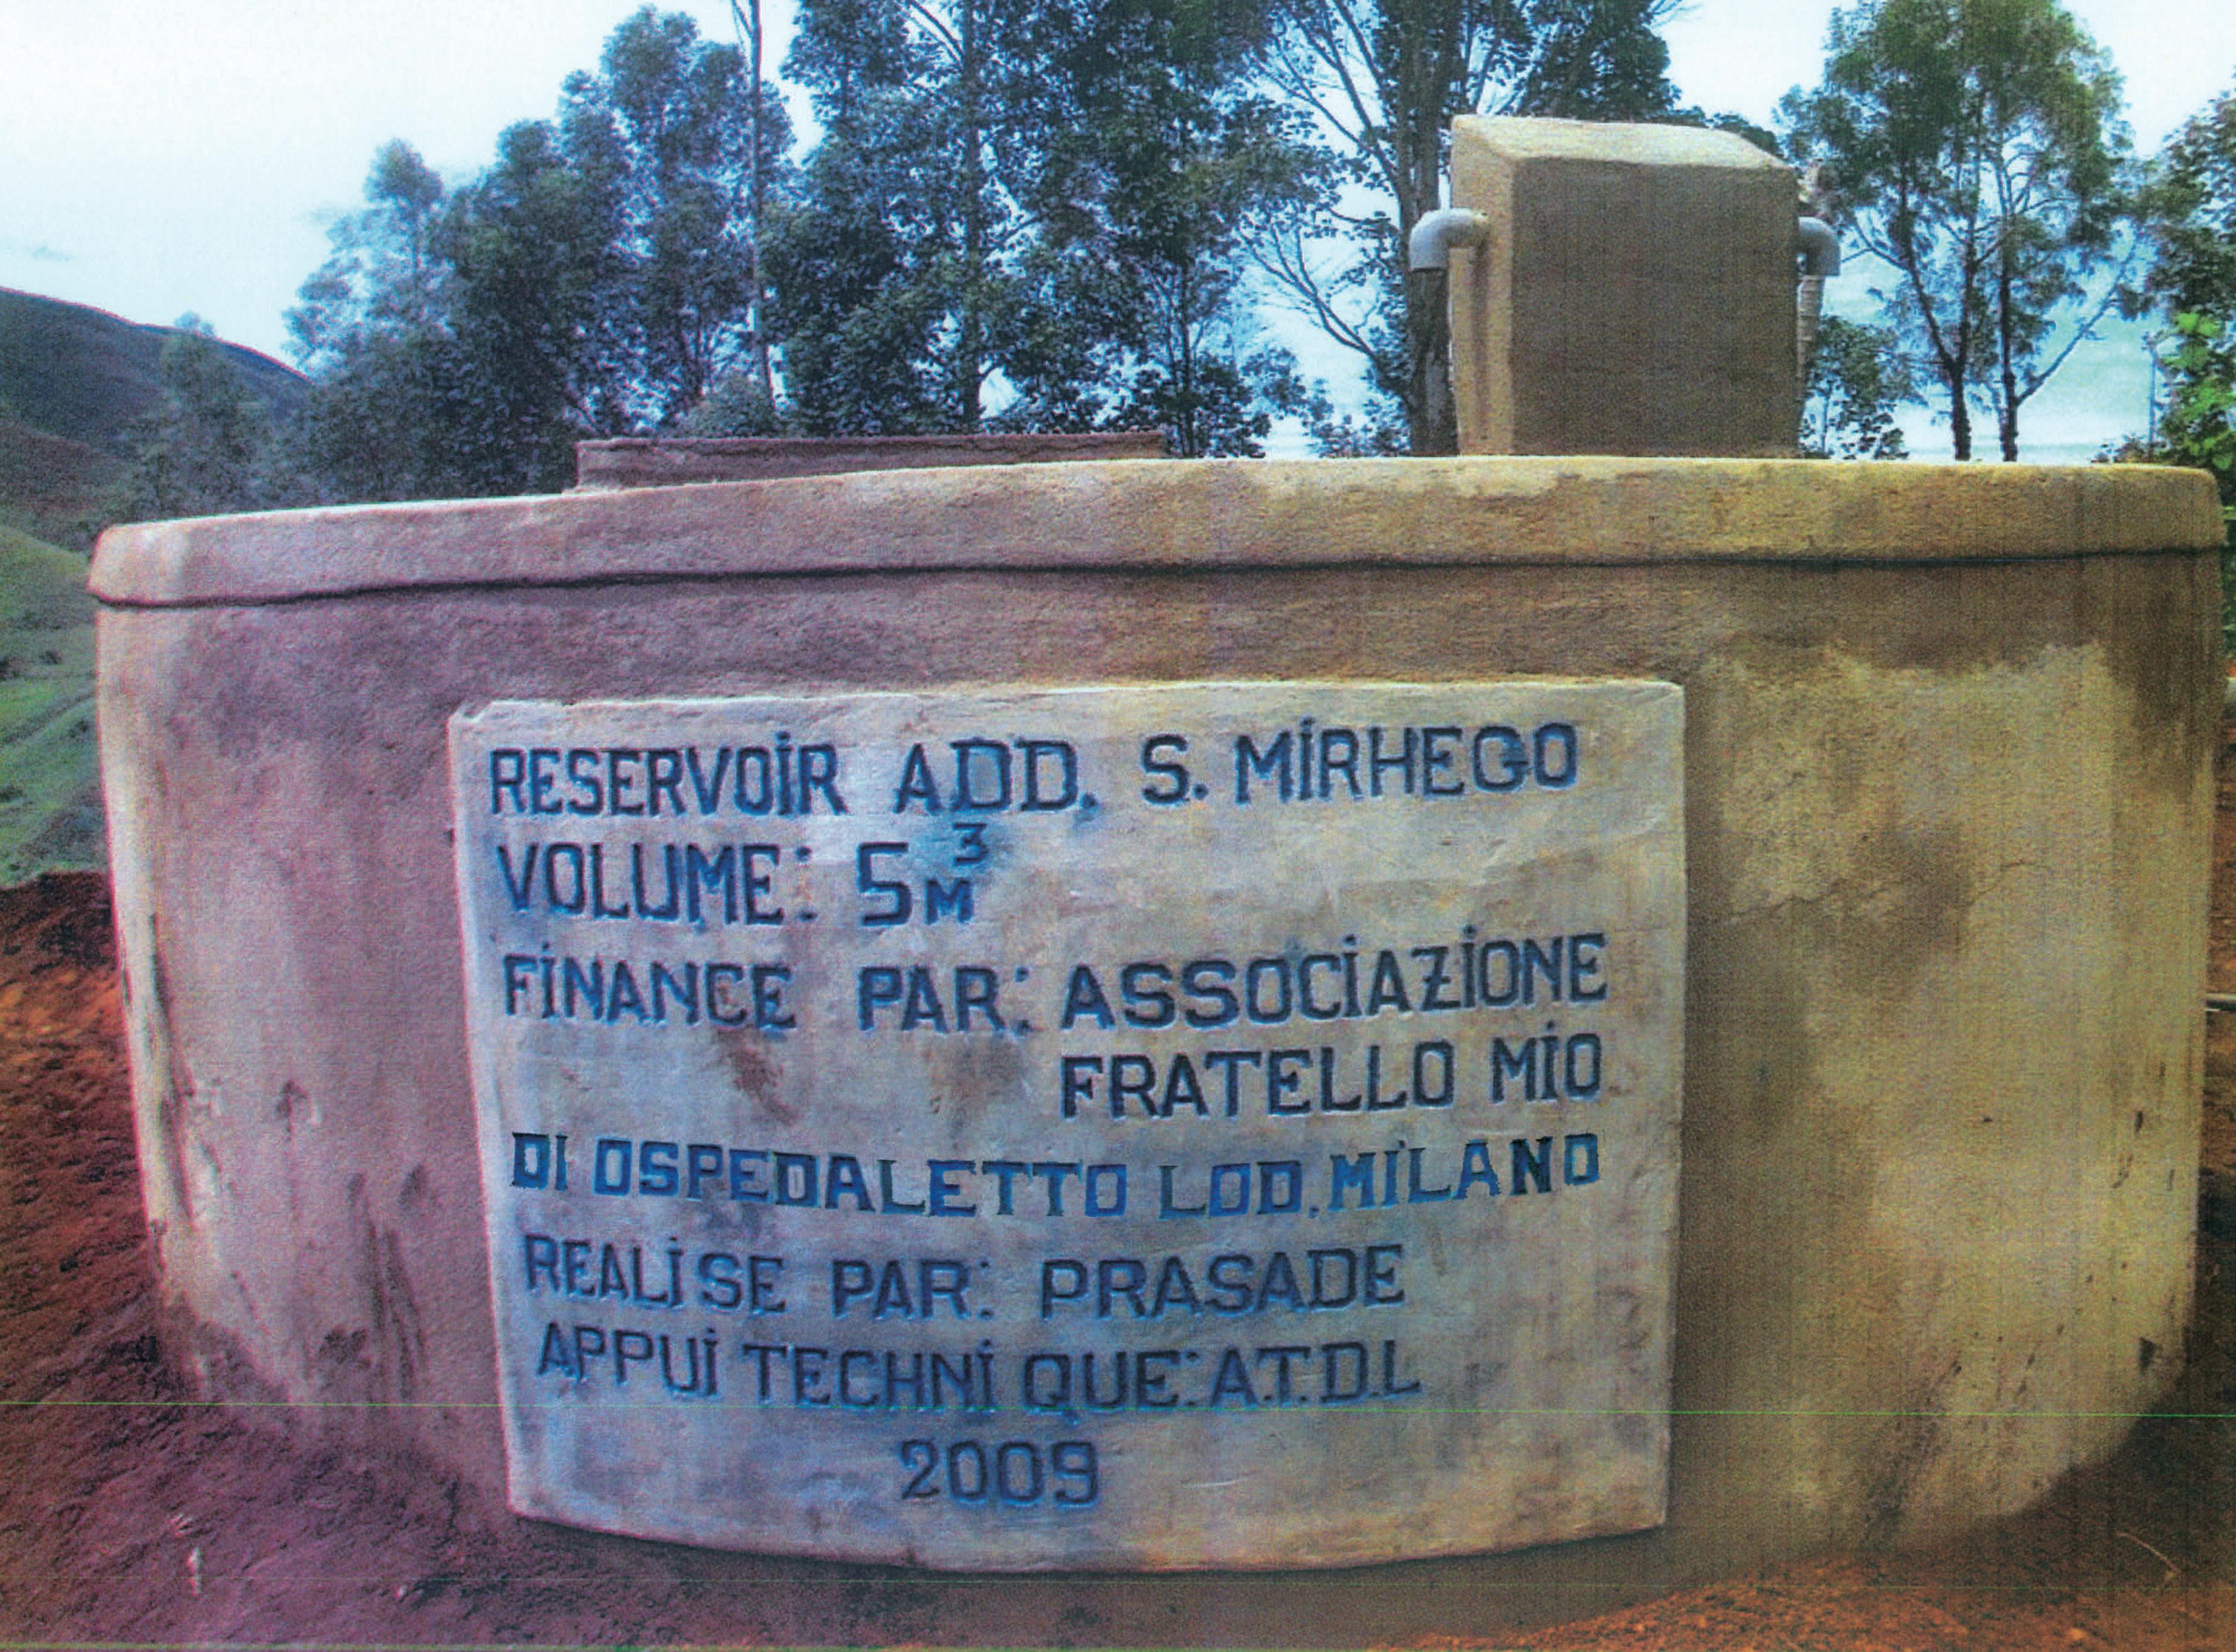 RESERVOIR ADD. S. MIRHEGO
VOLUME: 5M³
FINANCE PAR: ASSOCIAZIONE
FRATELLO MIO
DI OSPEDALETTO LOD. MILANO
REALISE PAR: PRASADE
APPUI TECHNIQUE: A.T.D.L
2009